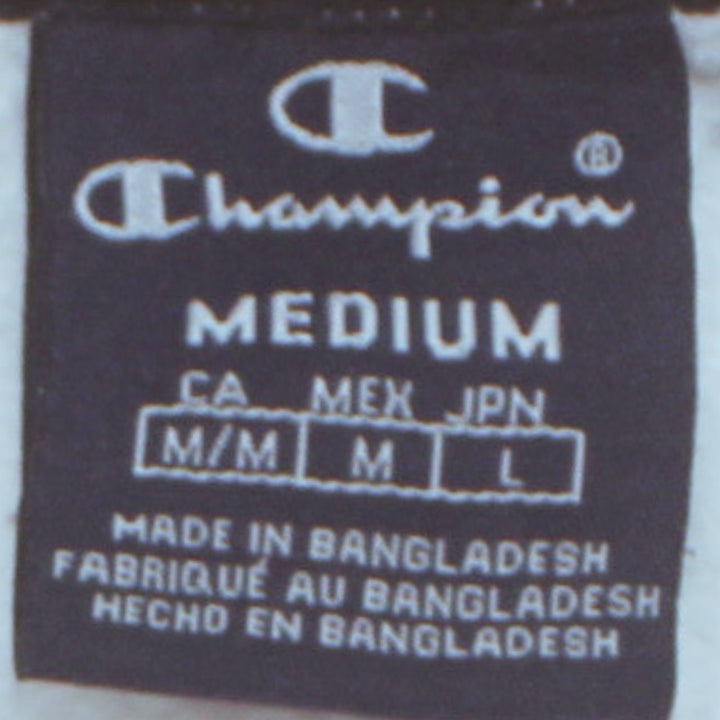 Champion®
MEDIUM
CA MEX JPN
M/M M L
MADE IN BANGLADESH
FABRIQUÉ AU BANGLADESH
HECHO EN BANGLADESH